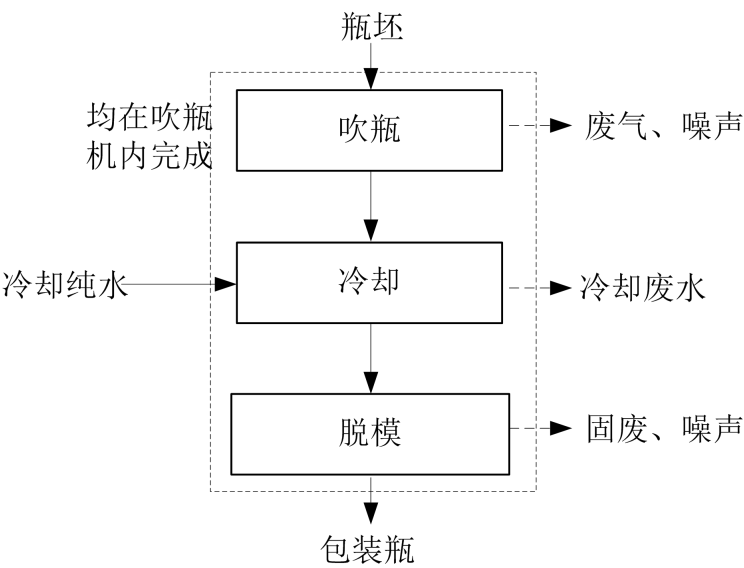 瓶坯
均在吹瓶
机内完成
吹瓶
废气、噪声
冷却纯水
冷却
冷却废水
脱模
固废、噪声
包装瓶